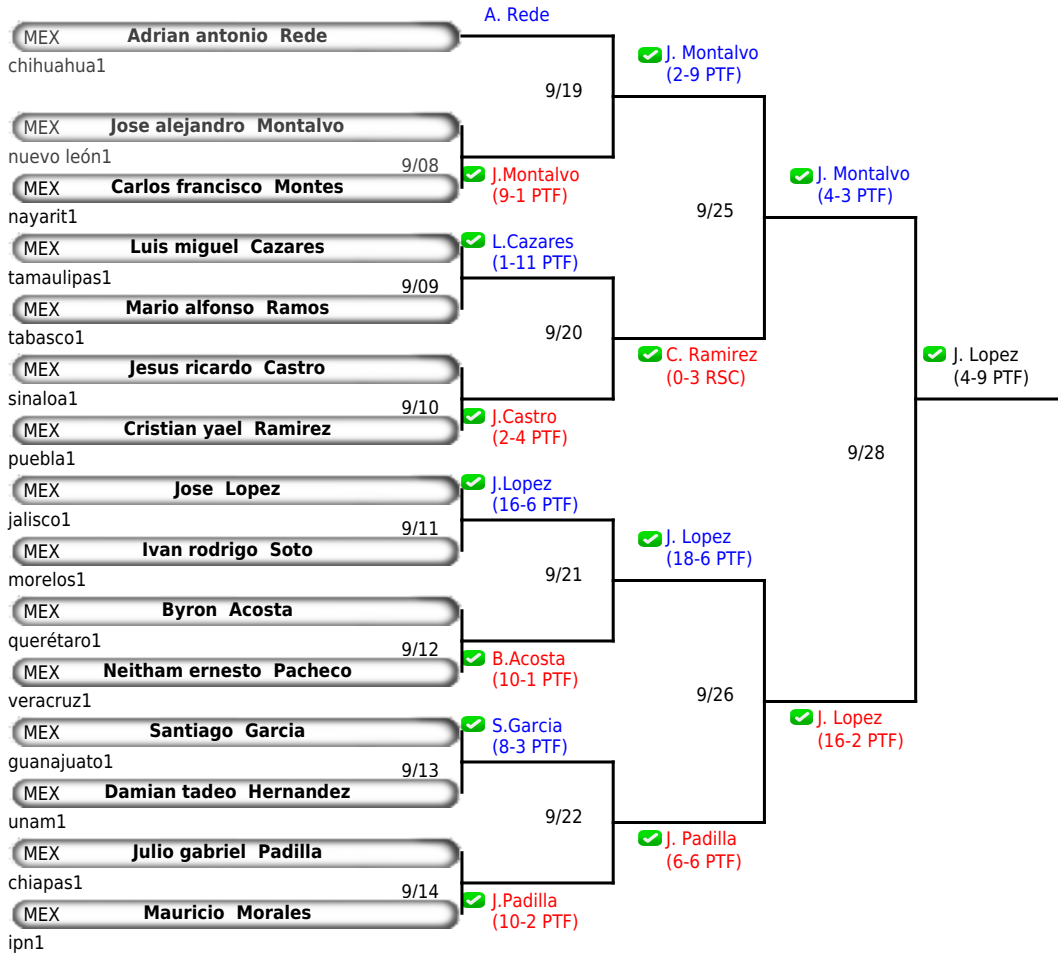 A. Rede
MEX Adrian antonio Rede
chihuahua1
J. Montalvo
(2-9 PTF)
9/19
MEX Jose alejandro Montalvo
nuevo león1
9/08
J.Montalvo
(9-1 PTF)
MEX Carlos francisco Montes
nayarit1
J. Montalvo
(4-3 PTF)
9/25
MEX Luis miguel Cazares
tamaulipas1
L.Cazares
(1-11 PTF)
9/09
MEX Mario alfonso Ramos
tabasco1
9/20
C. Ramirez
(0-3 RSC)
MEX Jesus ricardo Castro
sinaloa1
9/10
J.Castro
(2-4 PTF)
MEX Cristian yael Ramirez
puebla1
J. Lopez
(4-9 PTF)
9/28
MEX Jose Lopez
jalisco1
J.Lopez
(16-6 PTF)
9/11
MEX Ivan rodrigo Soto
morelos1
J. Lopez
(18-6 PTF)
9/21
MEX Byron Acosta
querétaro1
9/12
B.Acosta
(10-1 PTF)
MEX Neitham ernesto Pacheco
veracruz1
9/26
J. Lopez
(16-2 PTF)
MEX Santiago Garcia
guanajuato1
S.Garcia
(8-3 PTF)
9/13
MEX Damian tadeo Hernandez
unam1
9/22
J. Padilla
(6-6 PTF)
MEX Julio gabriel Padilla
chiapas1
9/14
J.Padilla
(10-2 PTF)
MEX Mauricio Morales
ipn1